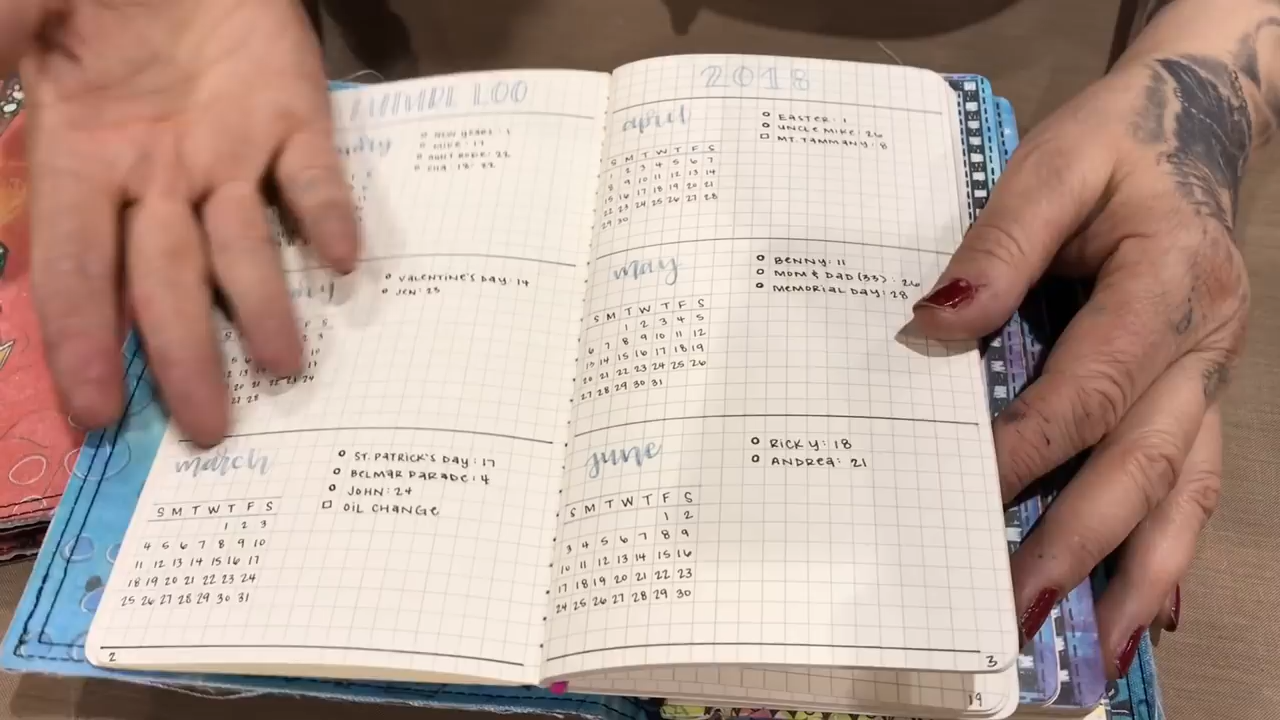 LOG
NEW YEARS: 1
MIKE: 17
VALENTINE'S DAY: 14
JEN: 25
march
ST. PATRICK'S DAY: 17
BELMAR PARADE: 4
JOHN: 24
OIL CHANGE
S M T W T F S
1 2 3
4 5 6 7 8 9 10
11 12 13 14 15 16 17
18 19 20 21 22 23 24
25 26 27 28 29 30 31
2
2018
april
EASTER: 1
UNCLE MIKE: 26
MT. TAMMANY: 8
S M T W T F S
2 3 4 5 6 7
8 9 10 11 12 13 14
15 16 17 18 19 20 21
22 23 24 25 26 27 28
29 30
may
BENNY: 11
MOM & DAD (33): 26
MEMORIAL DAY: 28
S M T W T F S
1 2 3 4 5
6 7 8 9 10 11 12
13 14 15 16 17 18 19
20 21 22 23 24 25 26
27 28 29 30 31
june
RICKY: 18
ANDREA: 21
S M T W T F S
1 2
3 4 5 6 7 8 9
10 11 12 13 14 15 16
17 18 19 20 21 22 23
24 25 26 27 28 29 30
3
19